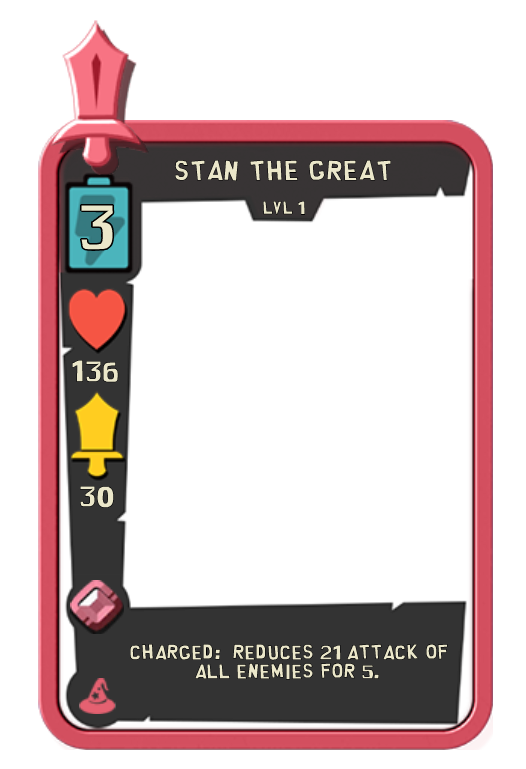 STAN THE GREAT
LVL 1
3
136
30
CHARGED: REDUCES 21 ATTACK OF
ALL ENEMIES FOR 5.